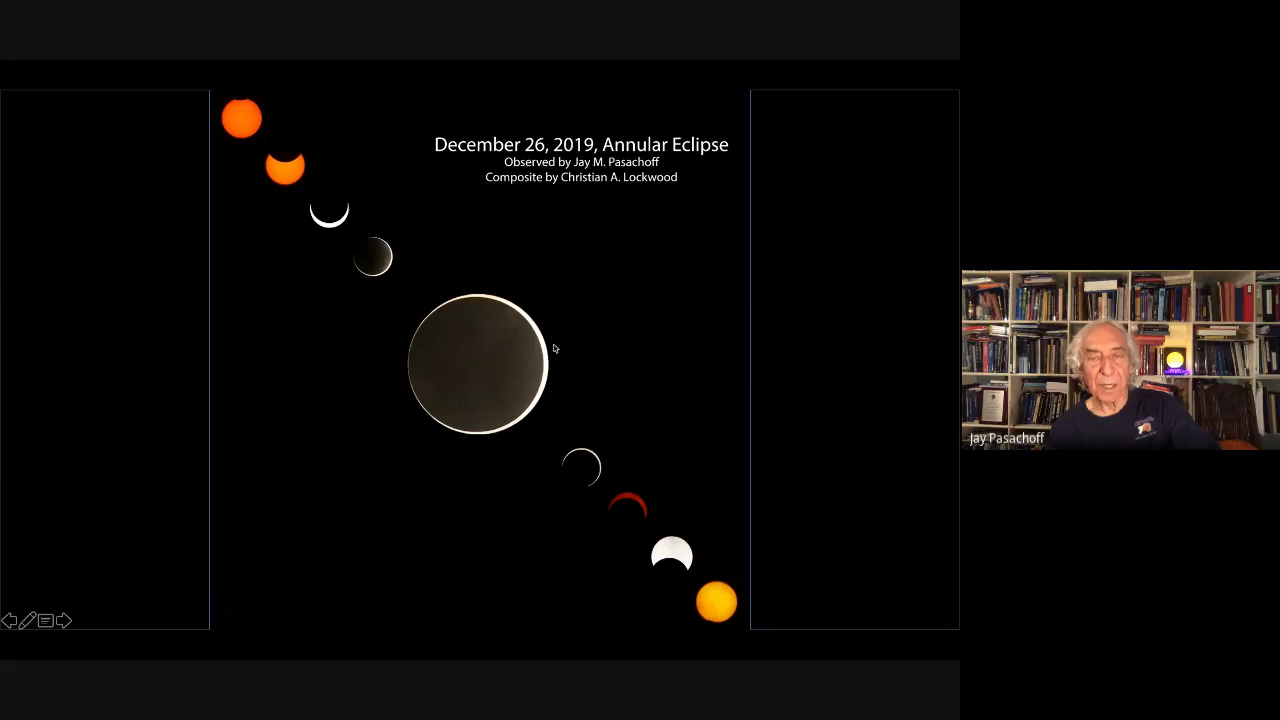 December 26, 2019, Annular Eclipse
Observed by Jay M. Pasachoff
Composite by Christian A. Lockwood
Jay Pasachoff